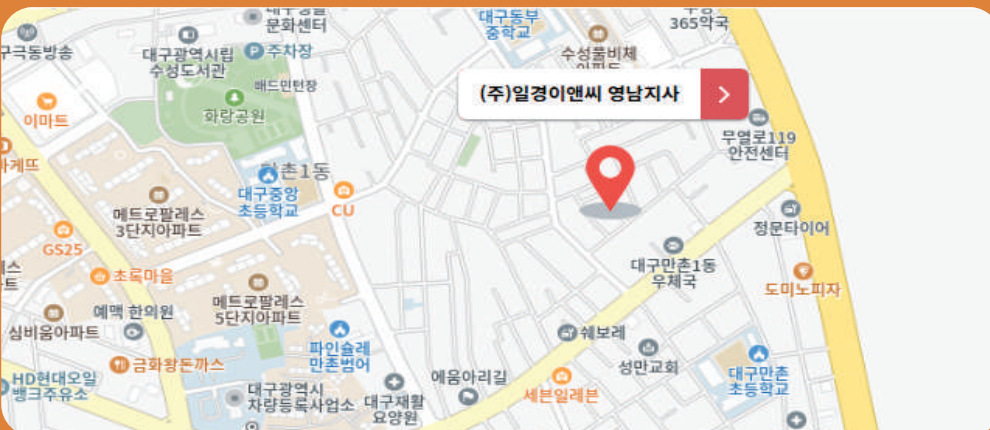 문화센터
대구동부
중학교
365약국
구극동방송
대구광역시립
수성도서관
주차장
수성풀비체
아파트
배드민턴장
(주)일경이앤씨 영남지사
이마트
화랑공원
무열로119
안전센터
만촌1동
대구중앙
초등학교
CU
메트로팔레스
3단지아파트
정문타이어
GS25
초록마을
대구만촌1동
우체국
도미노피자
메트로팔레스
5단지아파트
예맥 한의원
심비움아파트
쉐보레
파인슐레
만촌범어
성만교회
금화왕돈까스
대구만촌
초등학교
HD현대오일
뱅크주유소
에움아리길
세븐일레븐
대구광역시
차량등록사업소
대구재활
요양원